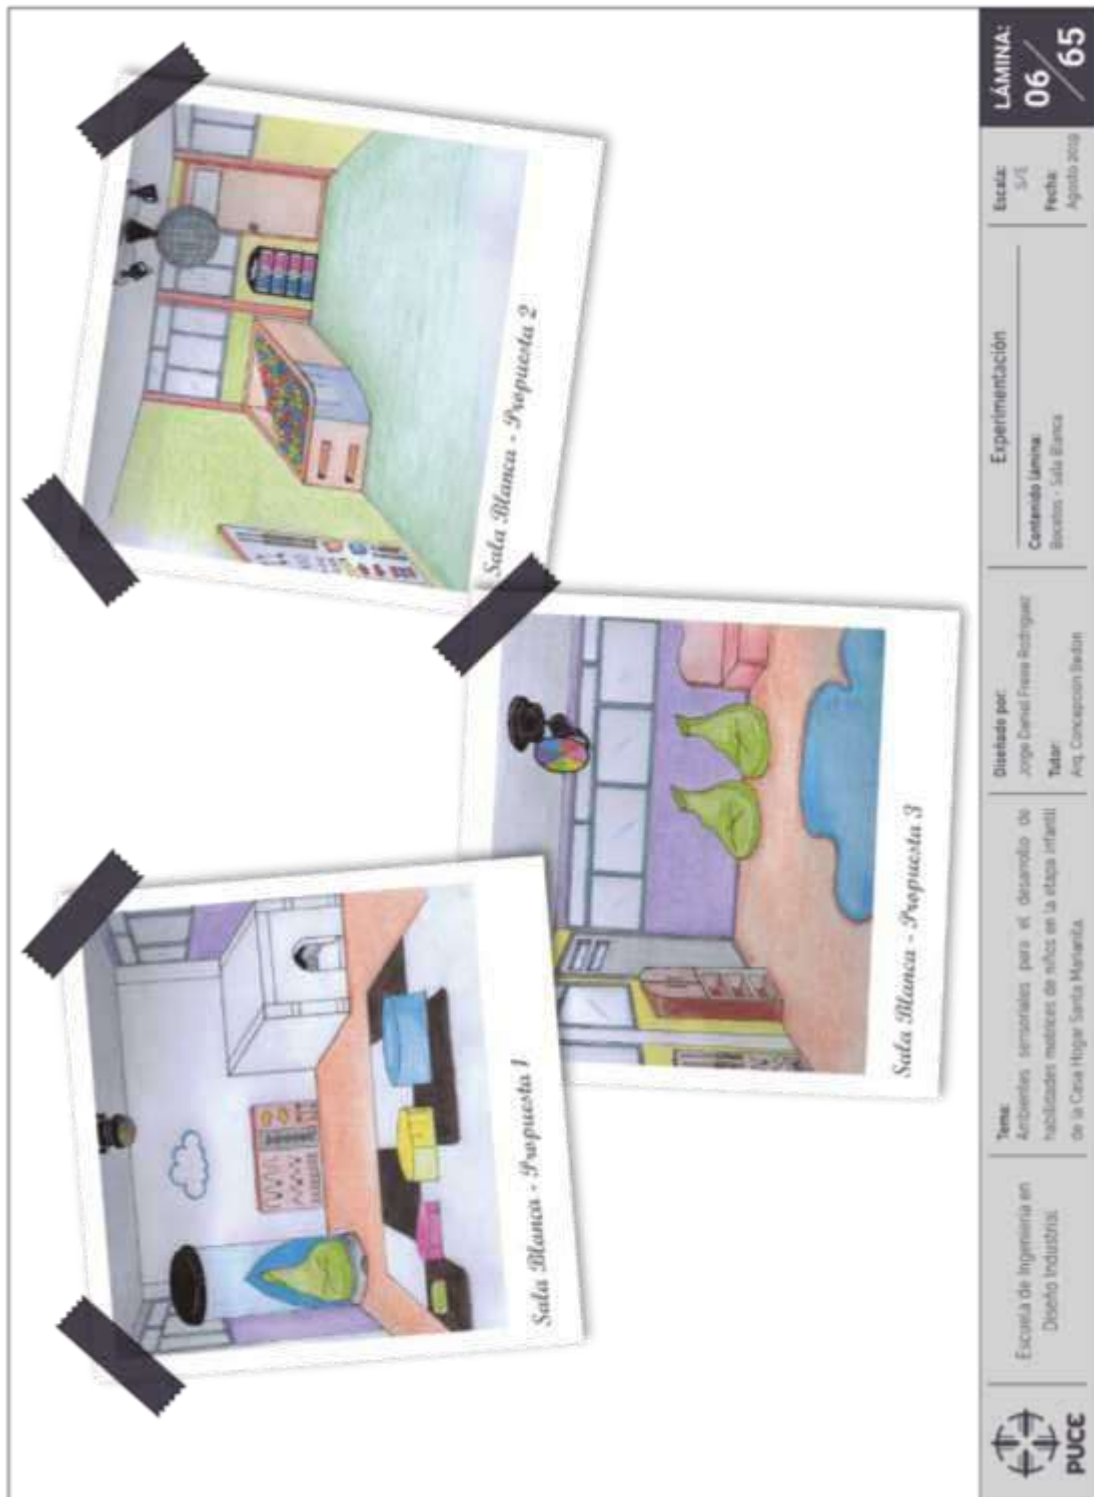 Sala Blanca - Propuesta 1
Sala Blanca - Propuesta 3
Sala Blanca - Propuesta 2
PUCE
Escuela de Ingeniería en
Diseño Industrial
Tema:
Ambientes sensoriales para el desarrollo de
habilidades motrices de niños en la etapa infantil
de la Casa Hogar Santa Marianita.
Diseñado por:
Jorge Daniel Freire Rodríguez
Tutor:
Arq. Concepción Bedón
Experimentación
Contenido lámina:
Bocetos - Sala Blanca
Escala:
S/E
Fecha:
Agosto 2019
LÁMINA:
06/65